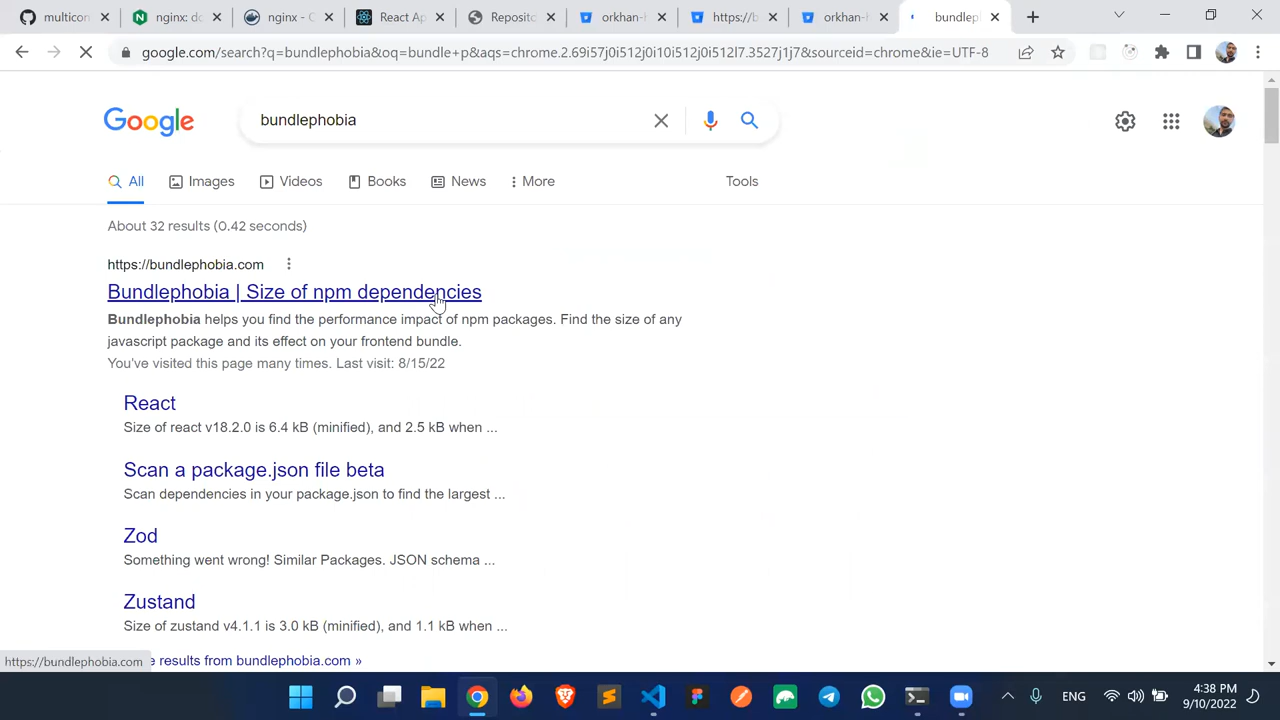 multicon
nginx: do
nginx - C
React Ap
Reposito
orkhan-h
https://b
orkhan-h
bundleph
google.com/search?q=bundlephobia&oq=bundle+p&aqs=chrome.2.69i57j0i512j0i10i512j0i512l7.3527j1j7&sourceid=chrome&ie=UTF-8
Google
bundlephobia
All
Images
Videos
Books
News
More
Tools
About 32 results (0.42 seconds)
https://bundlephobia.com
Bundlephobia | Size of npm dependencies
Bundlephobia helps you find the performance impact of npm packages. Find the size of any
javascript package and its effect on your frontend bundle.
You've visited this page many times. Last visit: 8/15/22
React
Size of react v18.2.0 is 6.4 kB (minified), and 2.5 kB when ...
Scan a package.json file beta
Scan dependencies in your package.json to find the largest ...
Zod
Something went wrong! Similar Packages. JSON schema ...
Zustand
Size of zustand v4.1.1 is 3.0 kB (minified), and 1.1 kB when ...
https://bundlephobia.com
e results from bundlephobia.com »
ENG
4:38 PM
9/10/2022